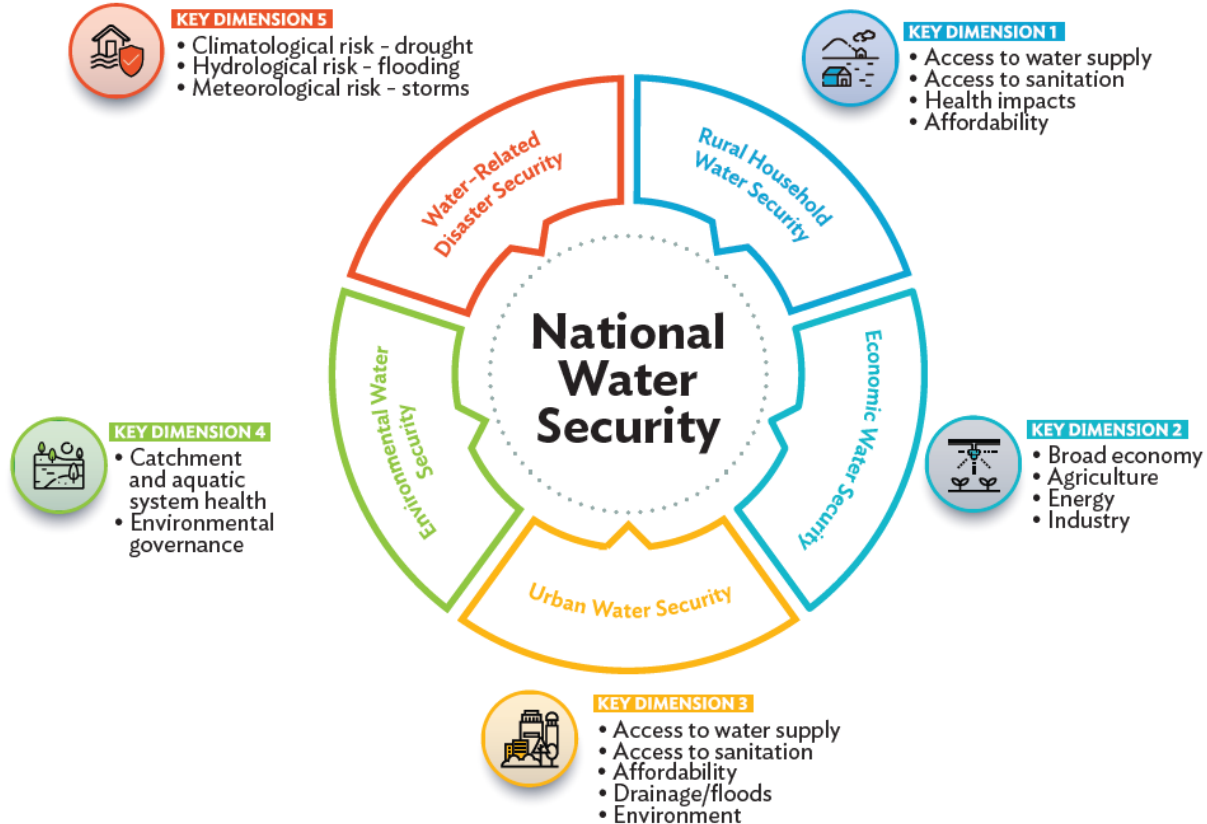 KEY DIMENSION 5
• Climatological risk - drought
• Hydrological risk - flooding
• Meteorological risk - storms
KEY DIMENSION 1
• Access to water supply
• Access to sanitation
• Health impacts
• Affordability
Water-Related
Disaster Security
Rural Household
Water Security
National
Water
Security
Environmental Water
Security
Economic Water Security
Urban Water Security
KEY DIMENSION 4
• Catchment
and aquatic
system health
• Environmental
governance
KEY DIMENSION 2
• Broad economy
• Agriculture
• Energy
• Industry
KEY DIMENSION 3
• Access to water supply
• Access to sanitation
• Affordability
• Drainage/floods
• Environment